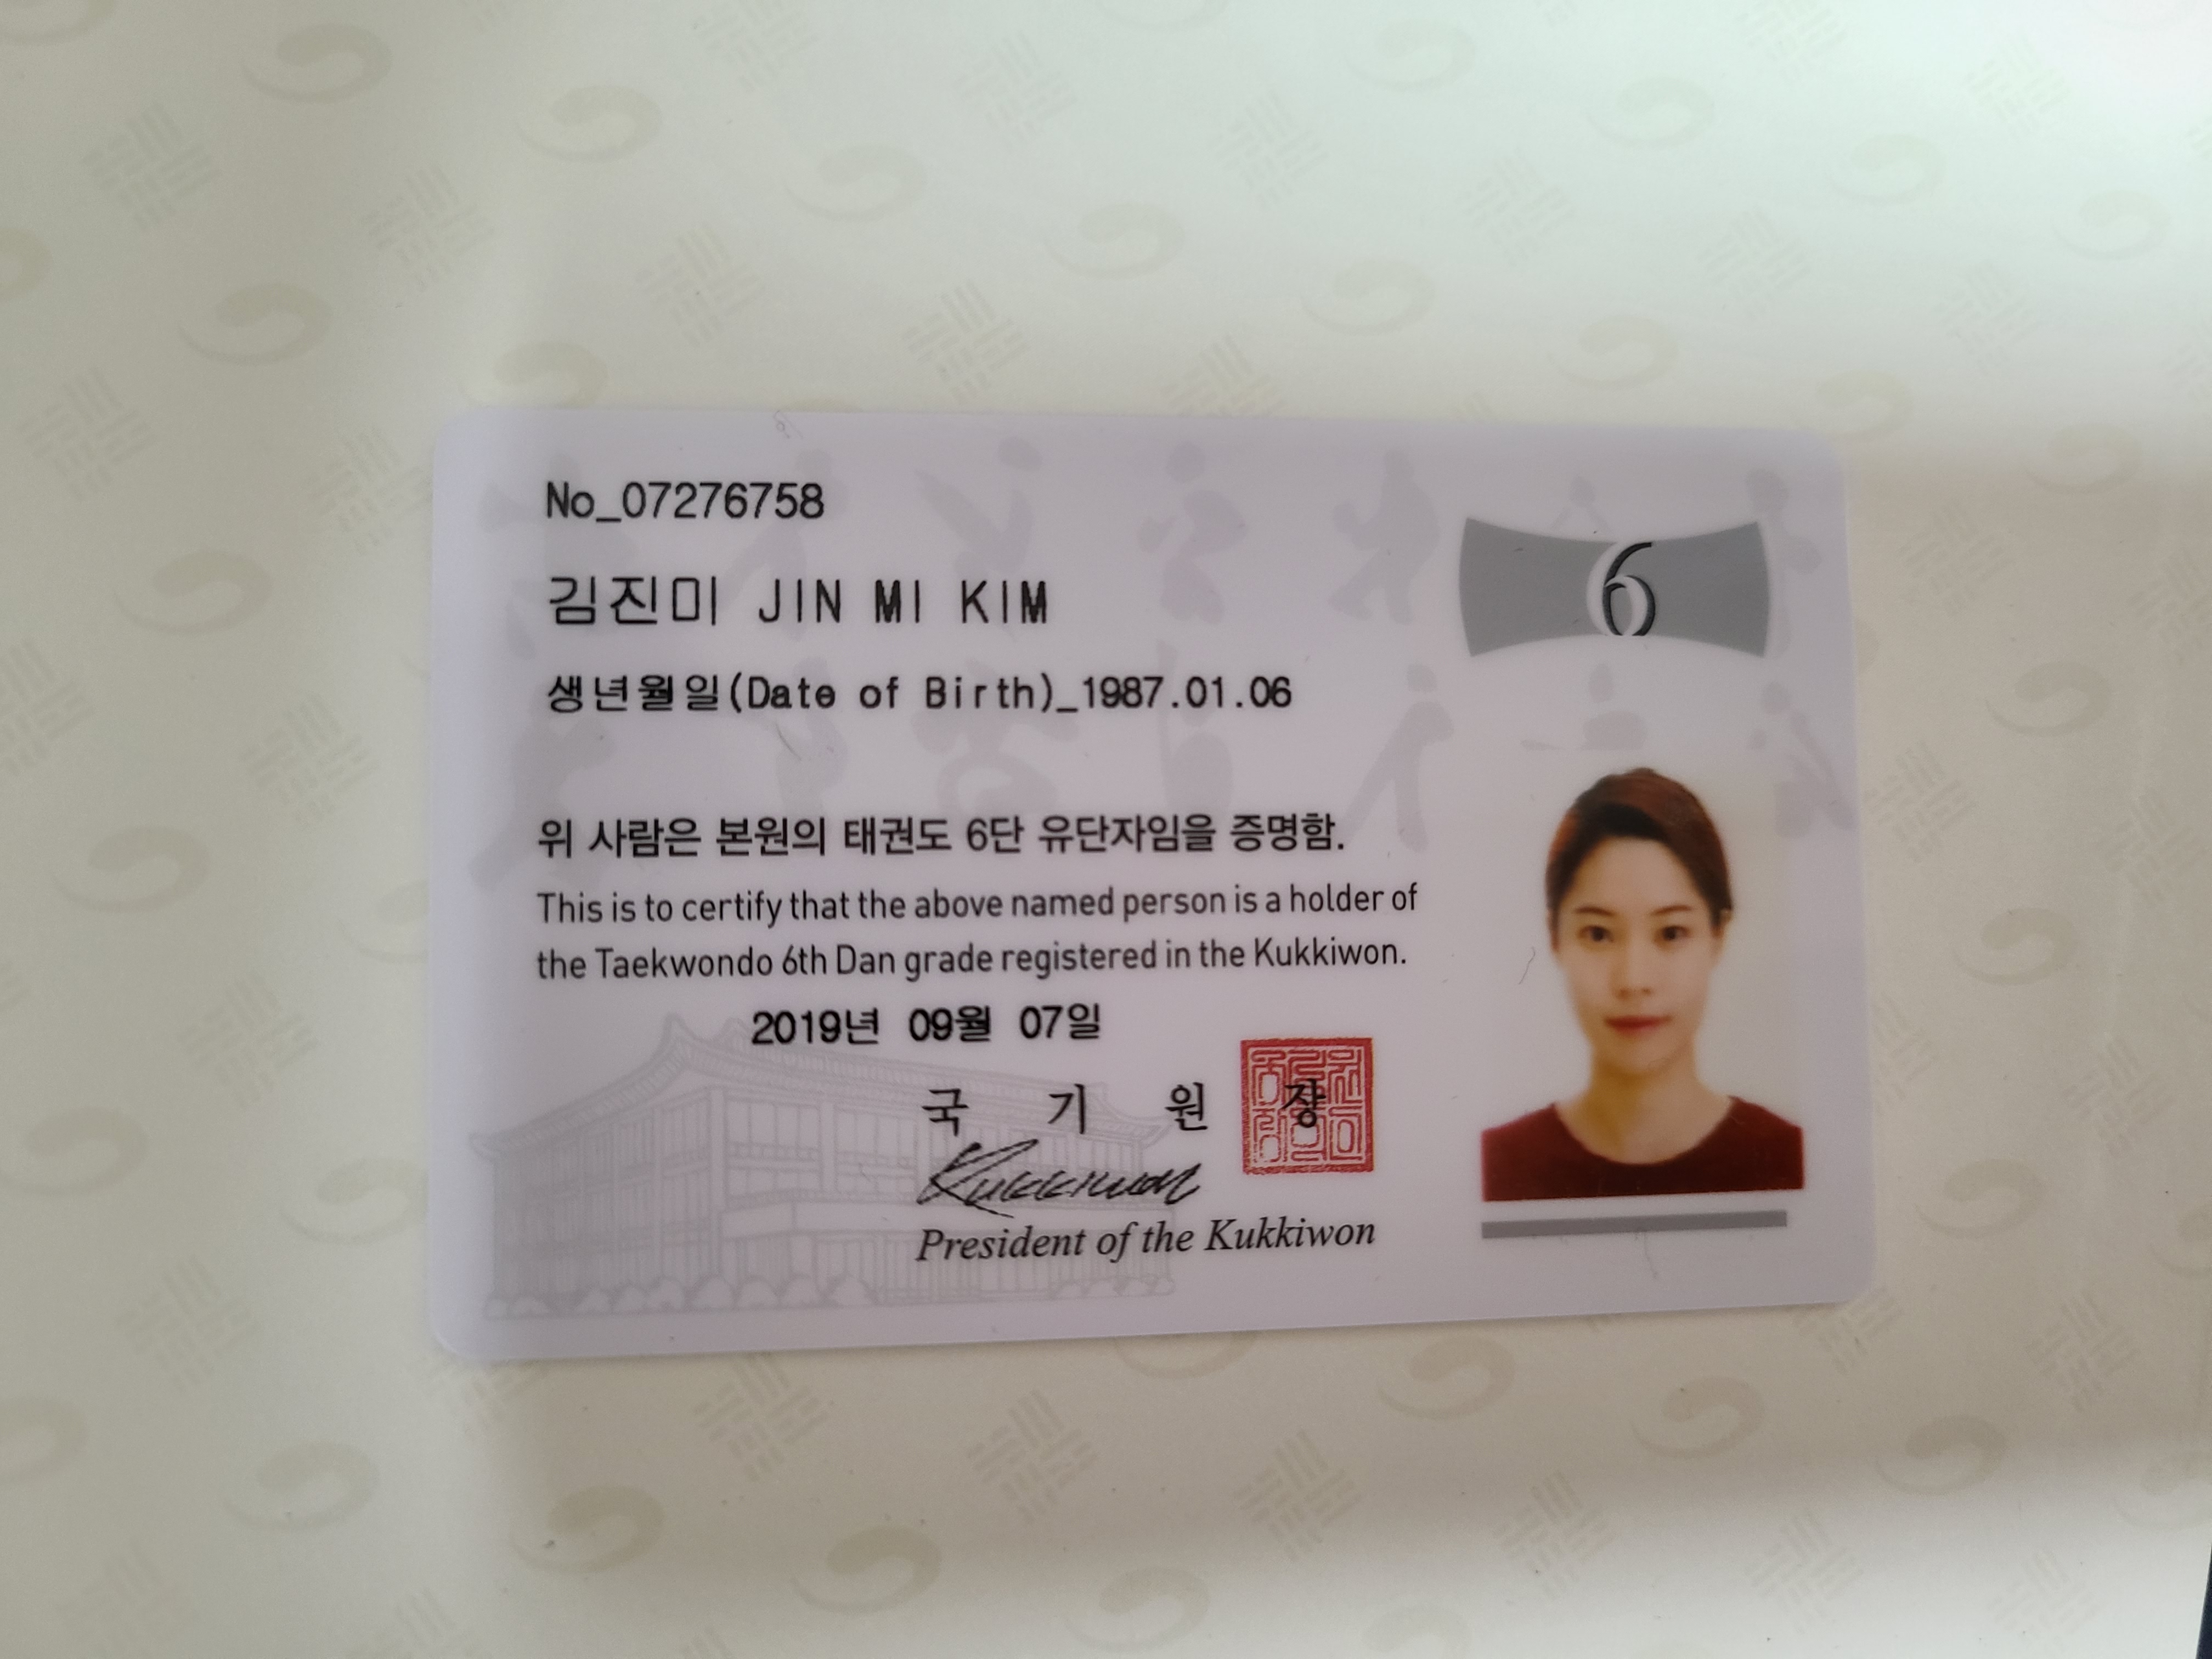 No_07276758
6
김진미 JIN MI KIM
생년월일(Date of Birth)_1987.01.06
위 사람은 본원의 태권도 6단 유단자임을 증명함.
This is to certify that the above named person is a holder of
the Taekwondo 6th Dan grade registered in the Kukkiwon.
2019년 09월 07일
국 기 원 장
Kukkiwon
President of the Kukkiwon